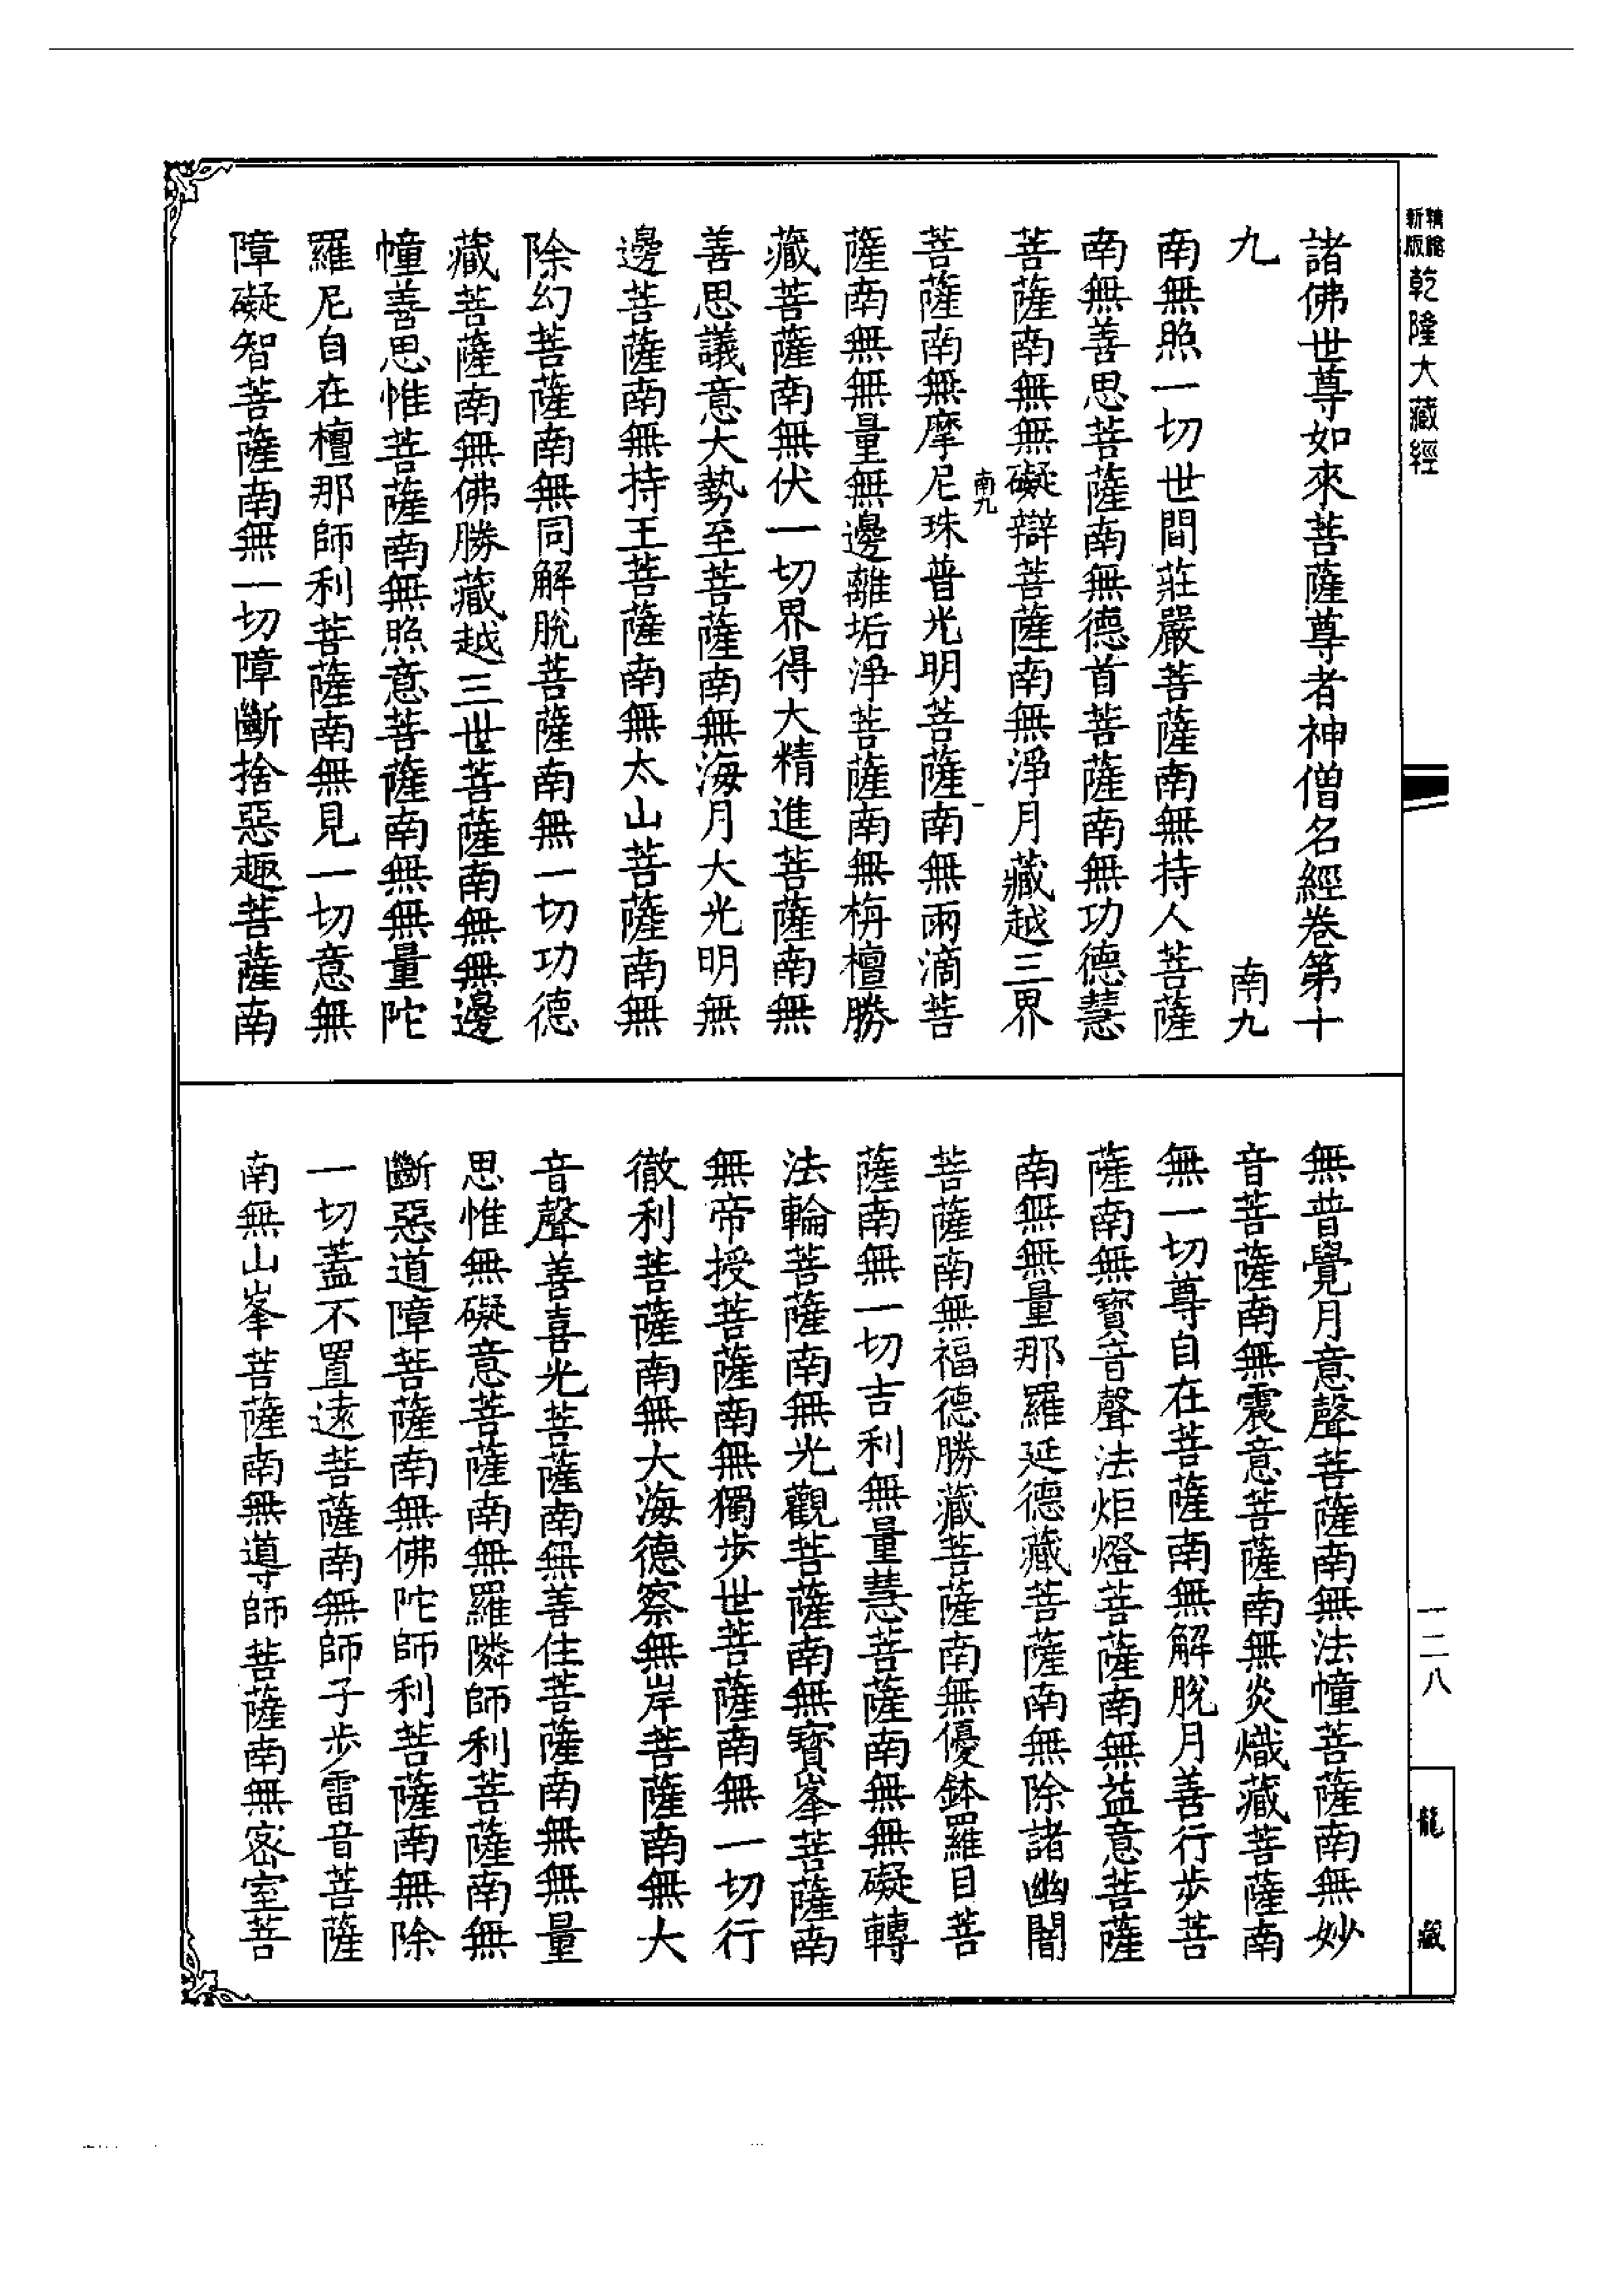 諸佛世尊如來菩薩尊者神僧名經卷第十
九　南九
南無照一切世間莊嚴菩薩南無持人菩薩
南無善思菩薩南無德首菩薩南無功德慧
菩薩南無無礙辯菩薩南無淨月藏越三界
南九
菩薩南無摩尼珠普光明菩薩南無雨滴菩
薩南無無量無邊離垢淨菩薩南無栴檀勝
藏菩薩南無伏一切界得大精進菩薩南無
善思議意大勢至菩薩南無海月大光明無
邊菩薩南無持王菩薩南無太山菩薩南無
除幻菩薩南無同解脫菩薩南無一切功德
藏菩薩南無佛勝藏越三世菩薩南無無邊
幢善思惟菩薩南無照意菩薩南無無量陀
羅尼自在檀那師利菩薩南無見一切意無
障礙智菩薩南無一切障斷捨惡趣菩薩南
無普覺月意聲菩薩南無法幢菩薩南無妙
音菩薩南無震意菩薩南無炎熾藏菩薩南
無一切尊自在菩薩南無解脫月善行步菩
薩南無寶音聲法炬燈菩薩南無益意菩薩
南無無量那羅延德藏菩薩南無除諸幽闇
菩薩南無福德勝藏菩薩南無優鉢羅目菩
薩南無一切吉利無量慧菩薩南無無礙轉
法輪菩薩南無光觀菩薩南無寶峯菩薩南
無帝授菩薩南無獨步世菩薩南無一切行
徹利菩薩南無大海德察無岸菩薩南無大
音聲善喜光菩薩南無善住菩薩南無無量
思惟無礙意菩薩南無羅隣師利菩薩南無
斷惡道障菩薩南無佛陀師利菩薩南無除
一切蓋不置遠菩薩南無師子步雷音菩薩
南無山峯菩薩南無導師菩薩南無密室菩
新版
乾隆大藏經
一二八
龍藏